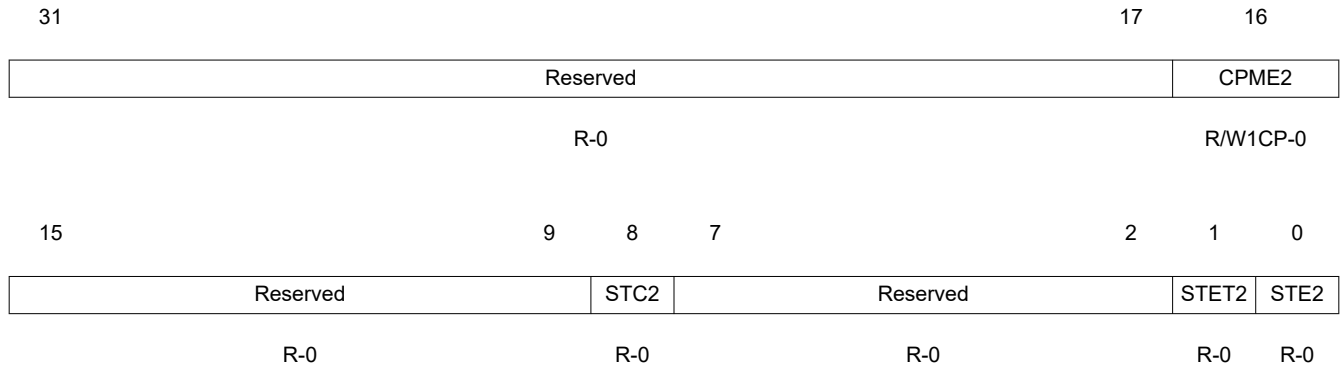 31 17 16
Reserved CPME2
R-0 R/W1CP-0
15 9 8 7 2 1 0
Reserved STC2 Reserved STET2 STE2
R-0 R-0 R-0 R-0 R-0